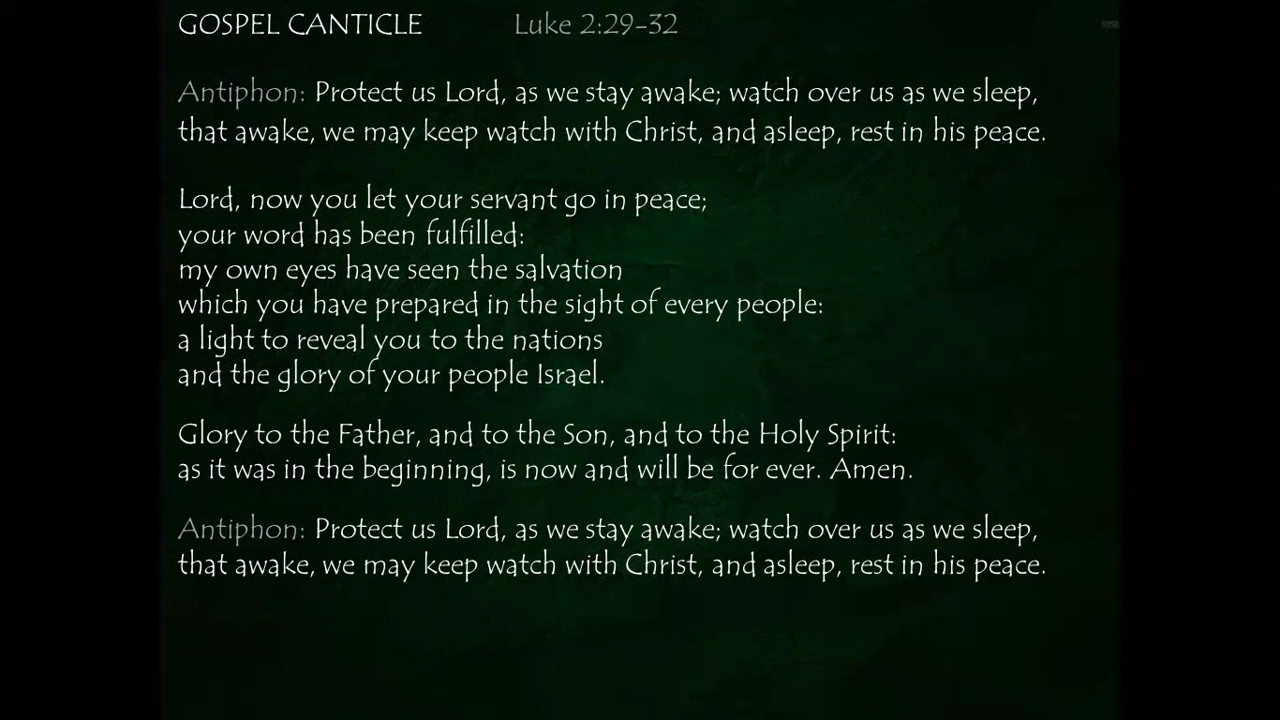 GOSPEL CANTICLE Luke 2:29-32
Antiphon: Protect us Lord, as we stay awake; watch over us as we sleep,
that awake, we may keep watch with Christ, and asleep, rest in his peace.
Lord, now you let your servant go in peace;
your word has been fulfilled:
my own eyes have seen the salvation
which you have prepared in the sight of every people:
a light to reveal you to the nations
and the glory of your people Israel.
Glory to the Father, and to the Son, and to the Holy Spirit:
as it was in the beginning, is now and will be for ever. Amen.
Antiphon: Protect us Lord, as we stay awake; watch over us as we sleep,
that awake, we may keep watch with Christ, and asleep, rest in his peace.